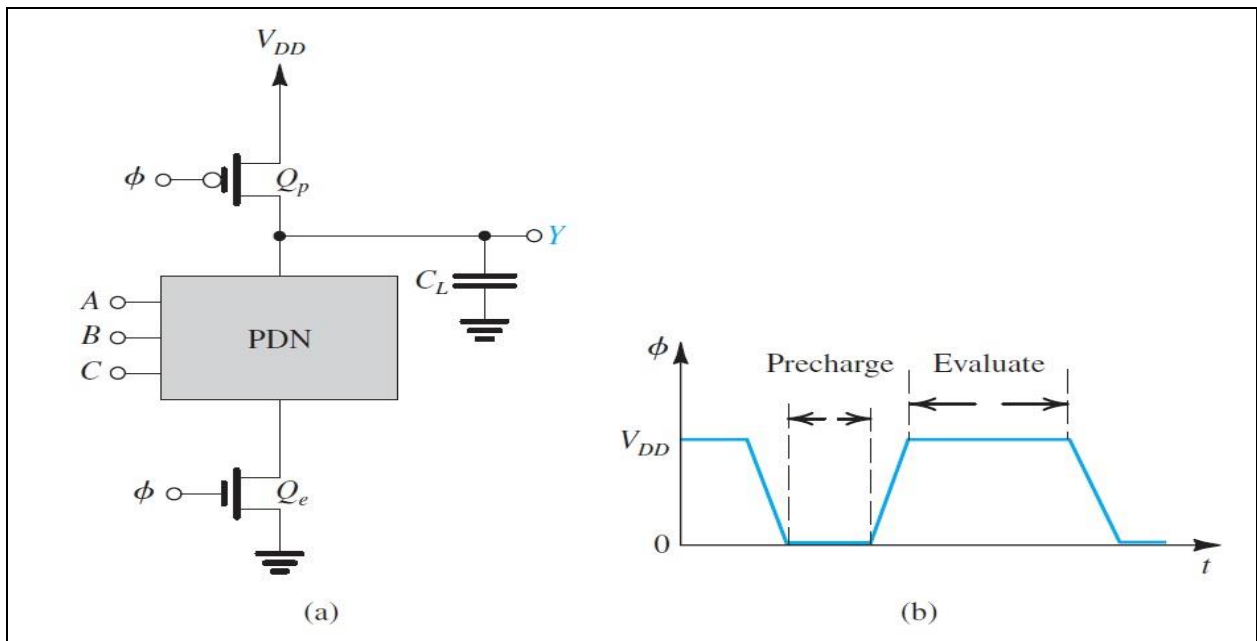 V_DD
ϕ
Q_p
Y
C_L
A
B
PDN
C
ϕ
Q_e
(a)
ϕ
Precharge
Evaluate
V_DD
0
t
(b)